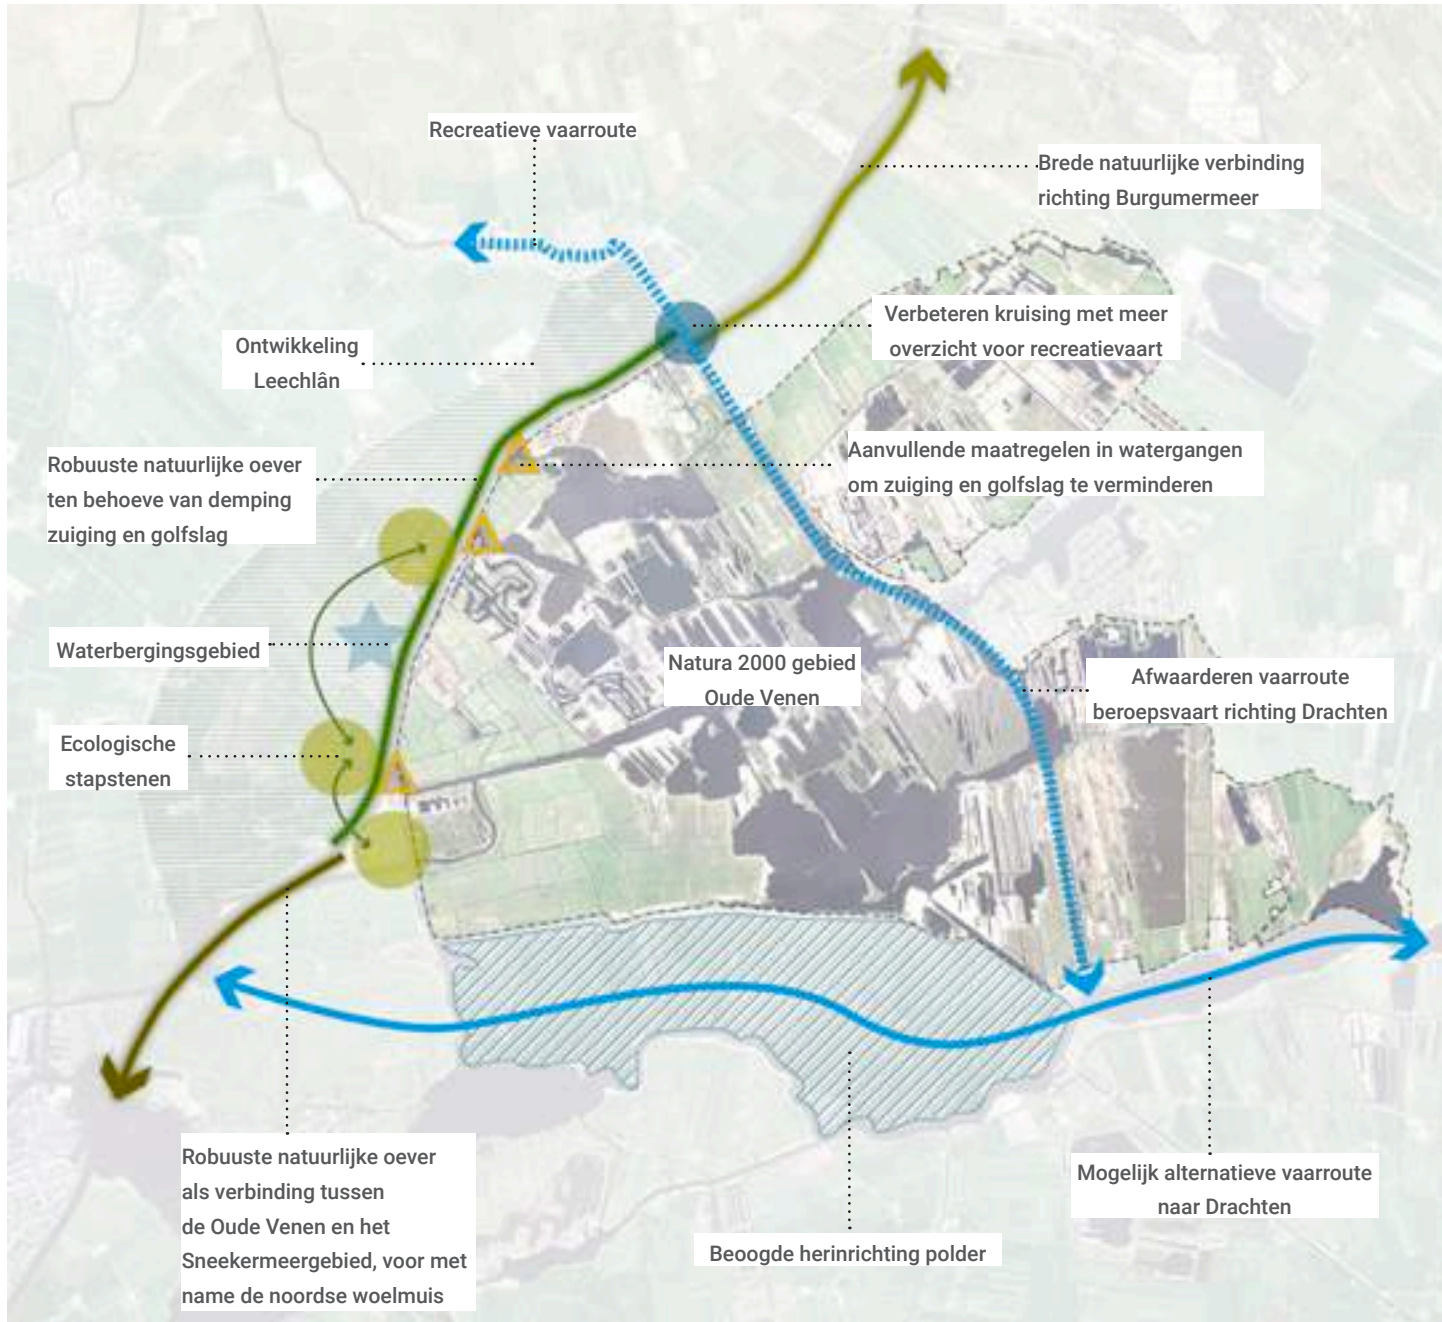 Recreatieve vaarroute
Brede natuurlijke verbinding
richting Burgumermeer
Verbeteren kruising met meer
overzicht voor recreatievaart
Ontwikkeling
Leechlân
Aanvullende maatregelen in watergangen
om zuiging en golfslag te verminderen
Robuuste natuurlijke oever
ten behoeve van demping
zuiging en golfslag
Waterbergingsgebied
Natura 2000 gebied
Oude Venen
Afwaarderen vaarroute
beroepsvaart richting Drachten
Ecologische
stapstenen
Robuuste natuurlijke oever
als verbinding tussen
de Oude Venen en het
Sneekermeergebied, voor met
name de noordse woelmuis
Mogelijk alternatieve vaarroute
naar Drachten
Beoogde herinrichting polder